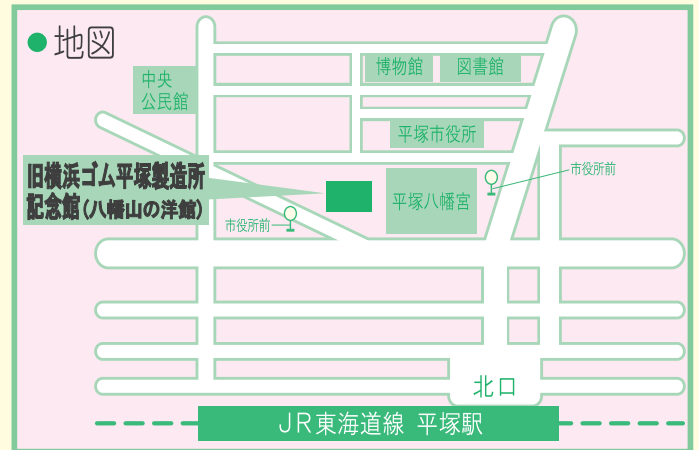 ●地図
博物館
図書館
中央
公民館
平塚市役所
旧横浜ゴム平塚製造所
記念館(八幡山の洋館)
市役所前
平塚八幡宮
市役所前
北口
JR東海道線 平塚駅